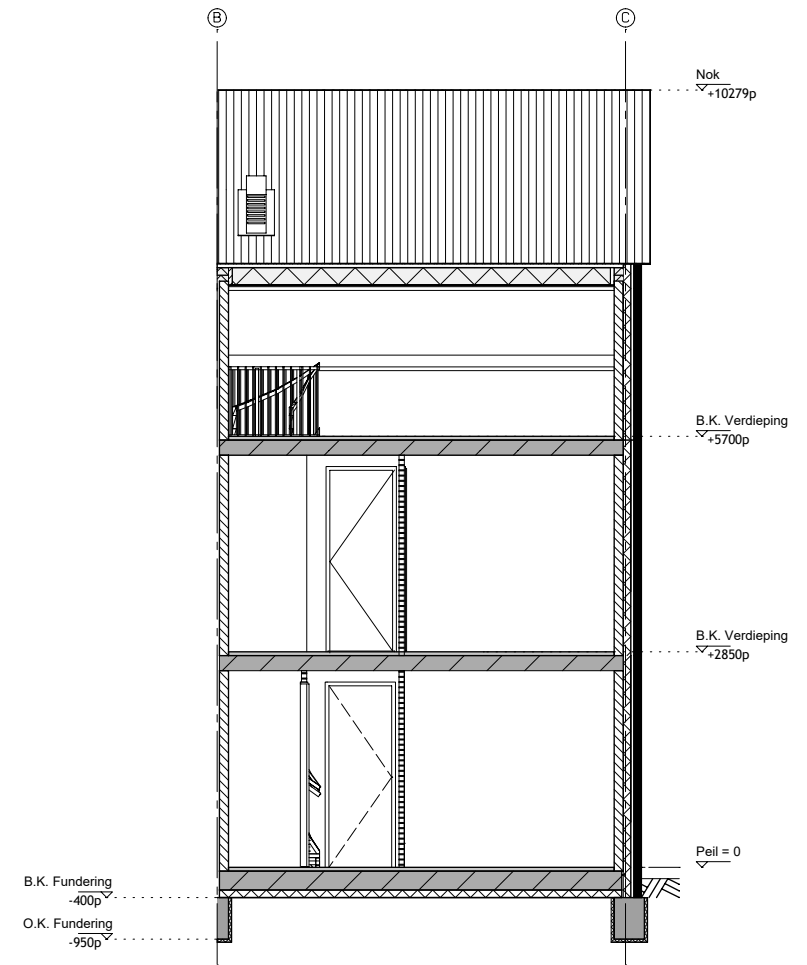 B
C
Nok
+10279p
B.K. Verdieping
+5700p
B.K. Verdieping
+2850p
Peil = 0
B.K. Fundering
-400p
O.K. Fundering
-950p